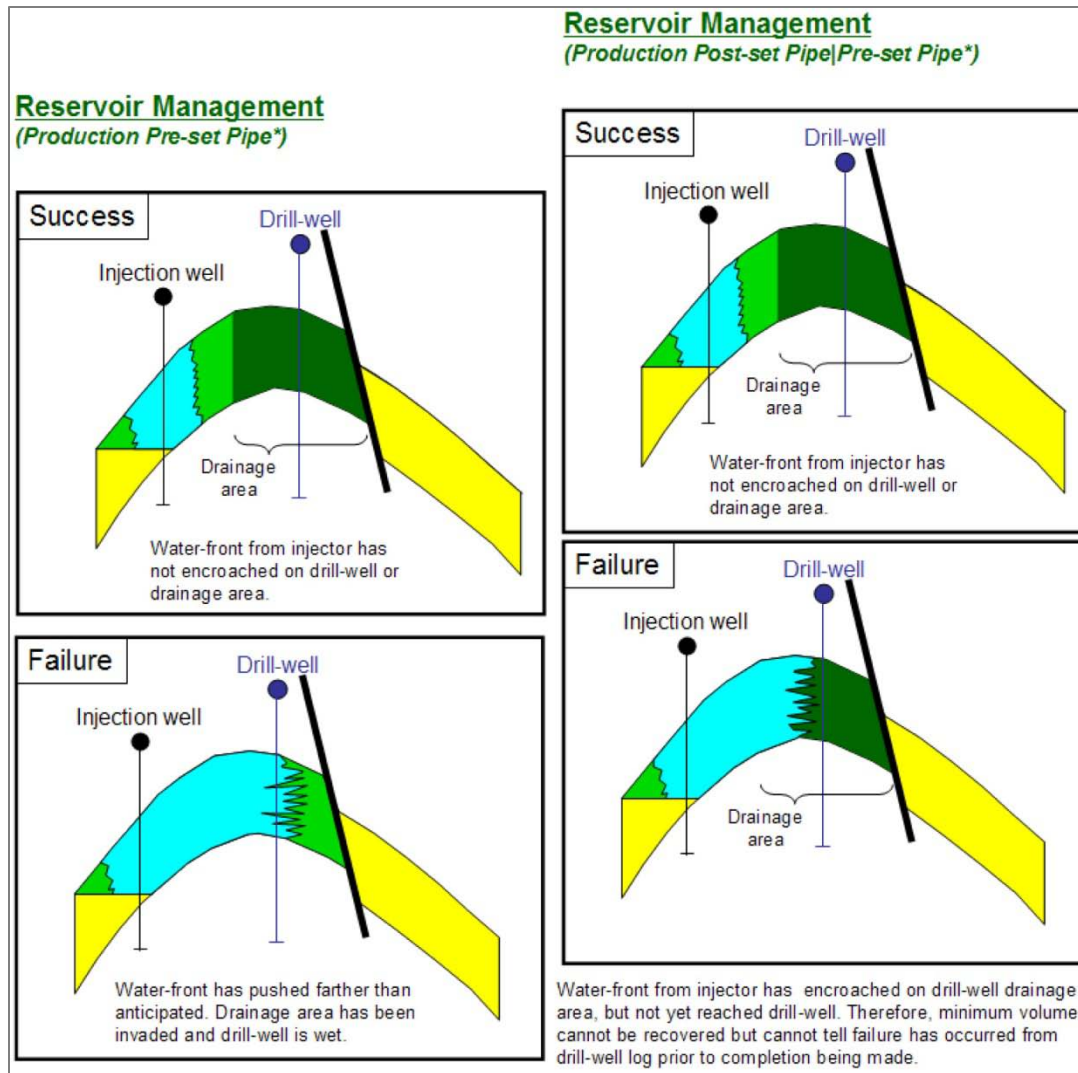 Reservoir Management
(Production Pre-set Pipe*)
Success
Drill-well
Injection well
Drainage
area
Water-front from injector has
not encroached on drill-well or
drainage area.
Failure
Drill-well
Injection well
Water-front has pushed farther than
anticipated. Drainage area has been
invaded and drill-well is wet.
Reservoir Management
(Production Post-set Pipe|Pre-set Pipe*)
Success
Drill-well
Injection well
Drainage
area
Water-front from injector has
not encroached on drill-well or
drainage area.
Failure
Drill-well
Injection well
Drainage
area
Water-front from injector has encroached on drill-well drainage
area, but not yet reached drill-well. Therefore, minimum volume
cannot be recovered but cannot tell failure has occurred from
drill-well log prior to completion being made.